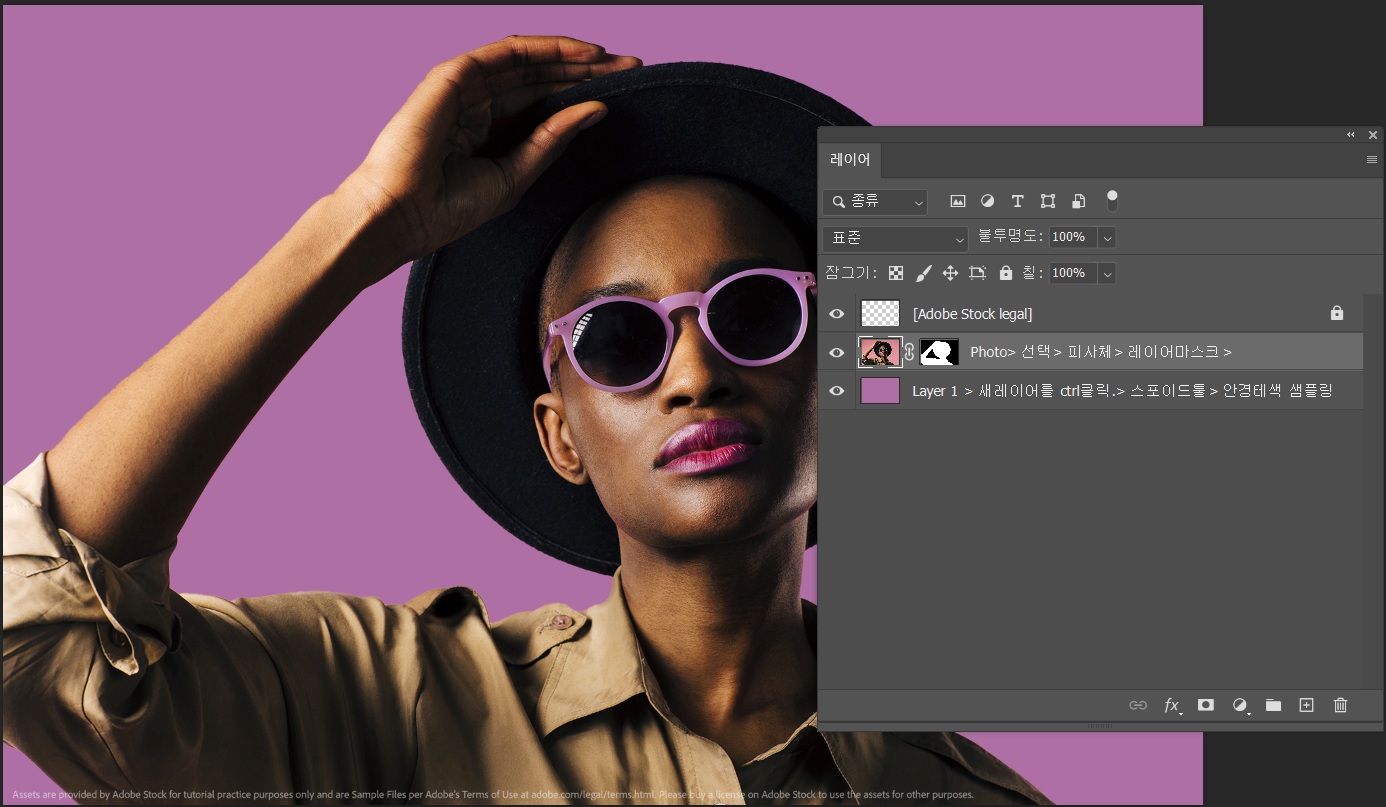 레이어
종류
표준 불투명도: 100%
잠그기: 칠: 100%
[Adobe Stock legal]
Photo> 선택> 피사체> 레이어마스크 >
Layer 1 > 새레이어를 ctrl클릭.> 스포이드툴> 안경테색 샘플링
fx
Assets are provided by Adobe Stock for tutorial practice purposes only and are Sample Files per Adobe's Terms of Use at adobe.com/legal/terms.html. Please buy a license on Adobe Stock to use the assets for other purposes.